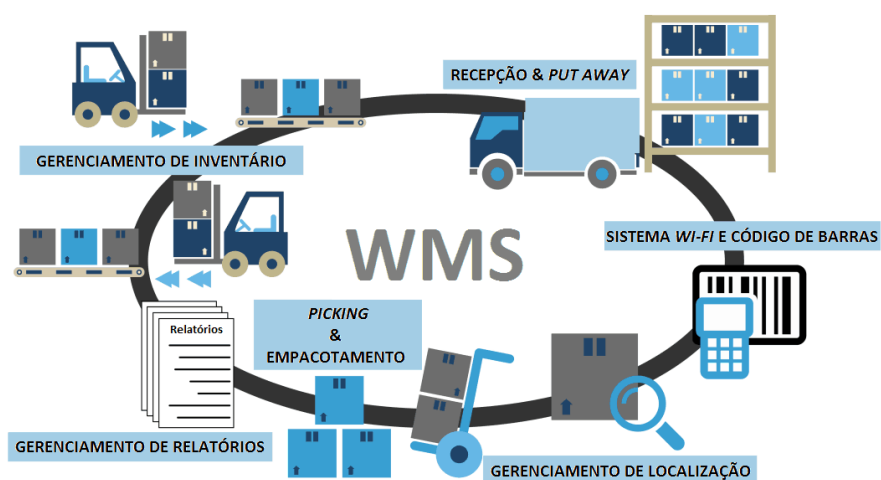 RECEPÇÃO & PUT AWAY
GERENCIAMENTO DE INVENTÁRIO
WMS
SISTEMA WI-FI E CÓDIGO DE BARRAS
PICKING
&
EMPACOTAMENTO
Relatórios
GERENCIAMENTO DE RELATÓRIOS
GERENCIAMENTO DE LOCALIZAÇÃO